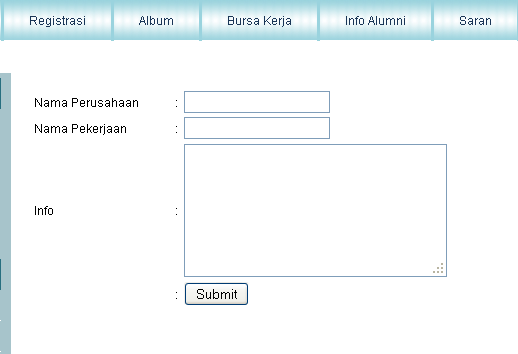 Registrasi Album Bursa Kerja Info Alumni Saran
Nama Perusahaan :
Nama Pekerjaan :
Info :
: Submit